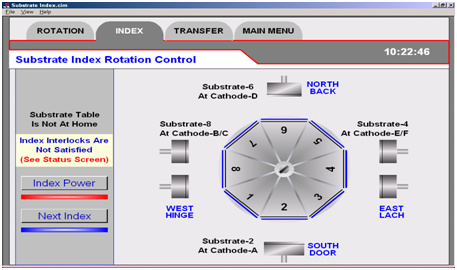 Substrate Index.cim
File View Help
ROTATION INDEX TRANSFER MAIN MENU
10:22:46
Substrate Index Rotation Control
Substrate Table
Is Not At Home
Index Interlocks Are
Not Satisfied
(See Status Screen)
Index Power
Next Index
Substrate-6
At Cathode-D
NORTH
BACK
Substrate-8
At Cathode-B/C
Substrate-4
At Cathode-E/F
WEST
HINGE
EAST
LACH
1
2
3
4
5
6
7
8
Substrate-2
At Cathode-A
SOUTH
DOOR